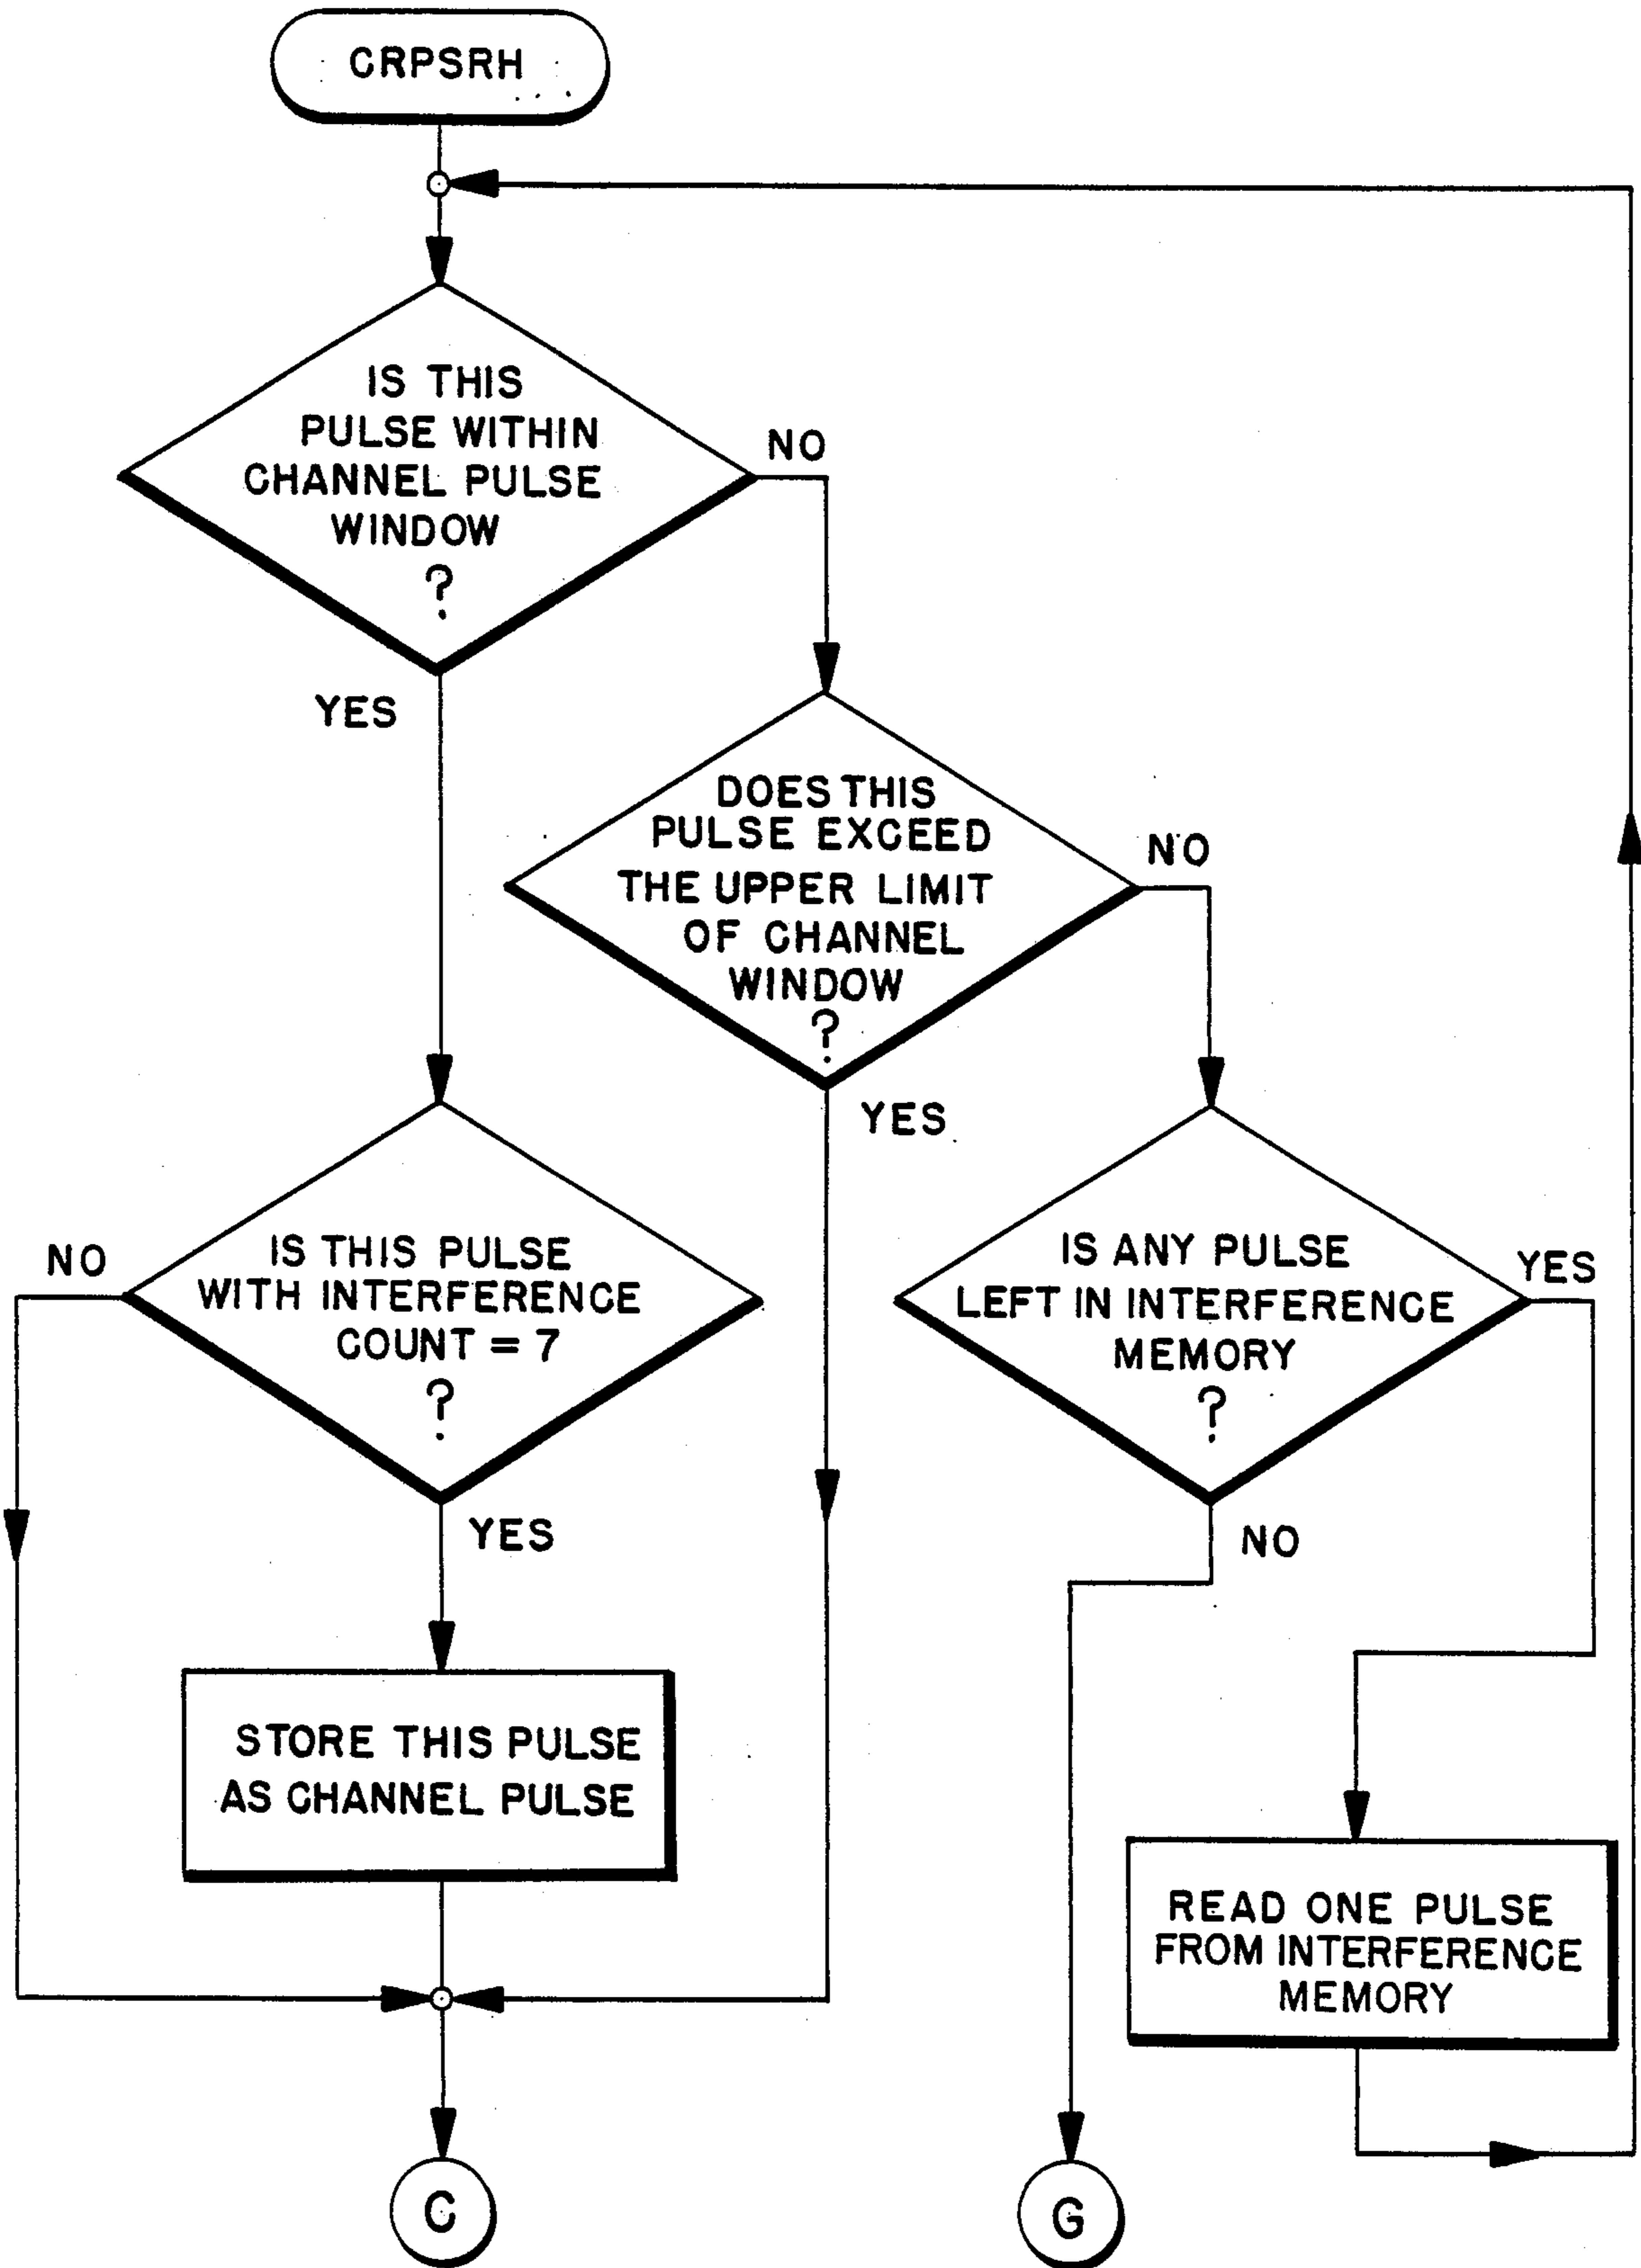 CRPSRH
IS THIS
PULSE WITHIN
CHANNEL PULSE
WINDOW
?
NO
YES
DOES THIS
PULSE EXCEED
THE UPPER LIMIT
OF CHANNEL
WINDOW
?
NO
YES
IS THIS PULSE
WITH INTERFERENCE
COUNT = 7
?
NO
YES
IS ANY PULSE
LEFT IN INTERFERENCE
MEMORY
?
YES
NO
STORE THIS PULSE
AS CHANNEL PULSE
READ ONE PULSE
FROM INTERFERENCE
MEMORY
C
G